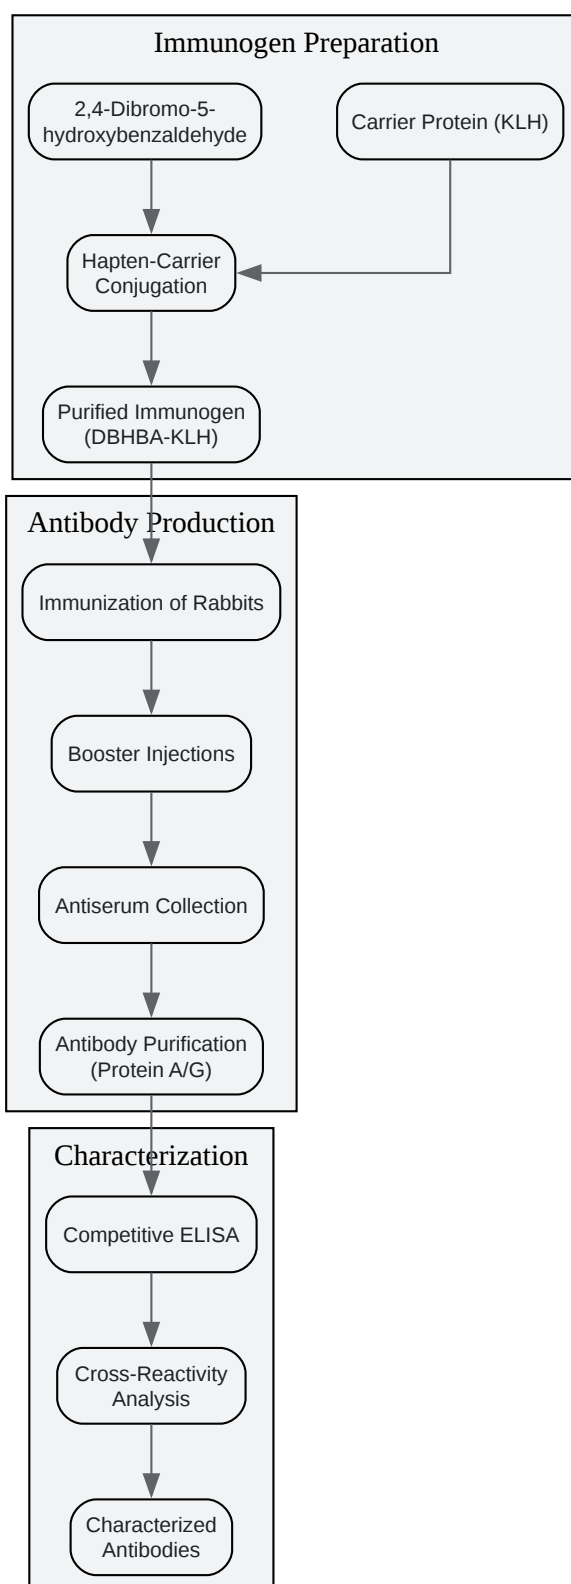 Immunogen Preparation
2,4-Dibromo-5-
hydroxybenzaldehyde
Carrier Protein (KLH)
Hapten-Carrier
Conjugation
Purified Immunogen
(DBHBA-KLH)
Antibody Production
Immunization of Rabbits
Booster Injections
Antiserum Collection
Antibody Purification
(Protein A/G)
Characterization
Competitive ELISA
Cross-Reactivity
Analysis
Characterized
Antibodies